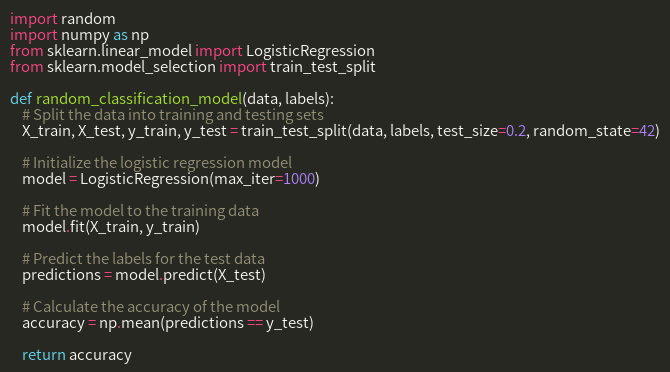 import random
import numpy as np
from sklearn.linear_model import LogisticRegression
from sklearn.model_selection import train_test_split

def random_classification_model(data, labels):
    # Split the data into training and testing sets
    X_train, X_test, y_train, y_test = train_test_split(data, labels, test_size=0.2, random_state=42)

    # Initialize the logistic regression model
    model = LogisticRegression(max_iter=1000)

    # Fit the model to the training data
    model.fit(X_train, y_train)

    # Predict the labels for the test data
    predictions = model.predict(X_test)

    # Calculate the accuracy of the model
    accuracy = np.mean(predictions == y_test)

    return accuracy